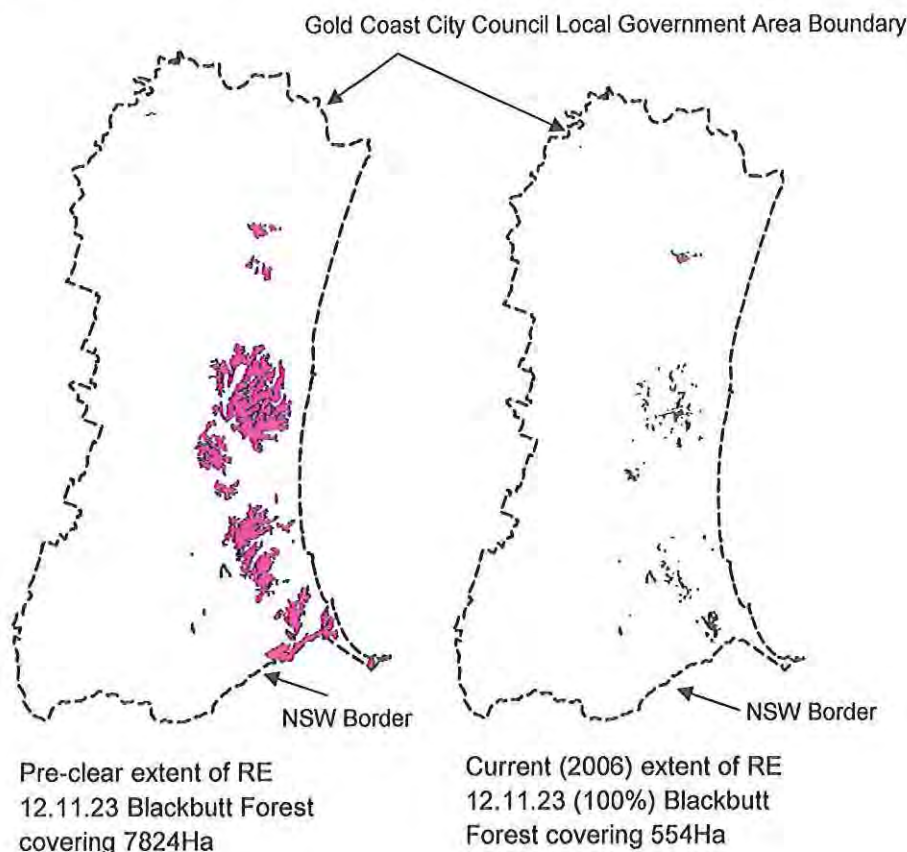 Gold Coast City Council Local Government Area Boundary
NSW Border
NSW Border
Pre-clear extent of RE
12.11.23 Blackbutt Forest
covering 7824Ha
Current (2006) extent of RE
12.11.23 (100%) Blackbutt
Forest covering 554Ha